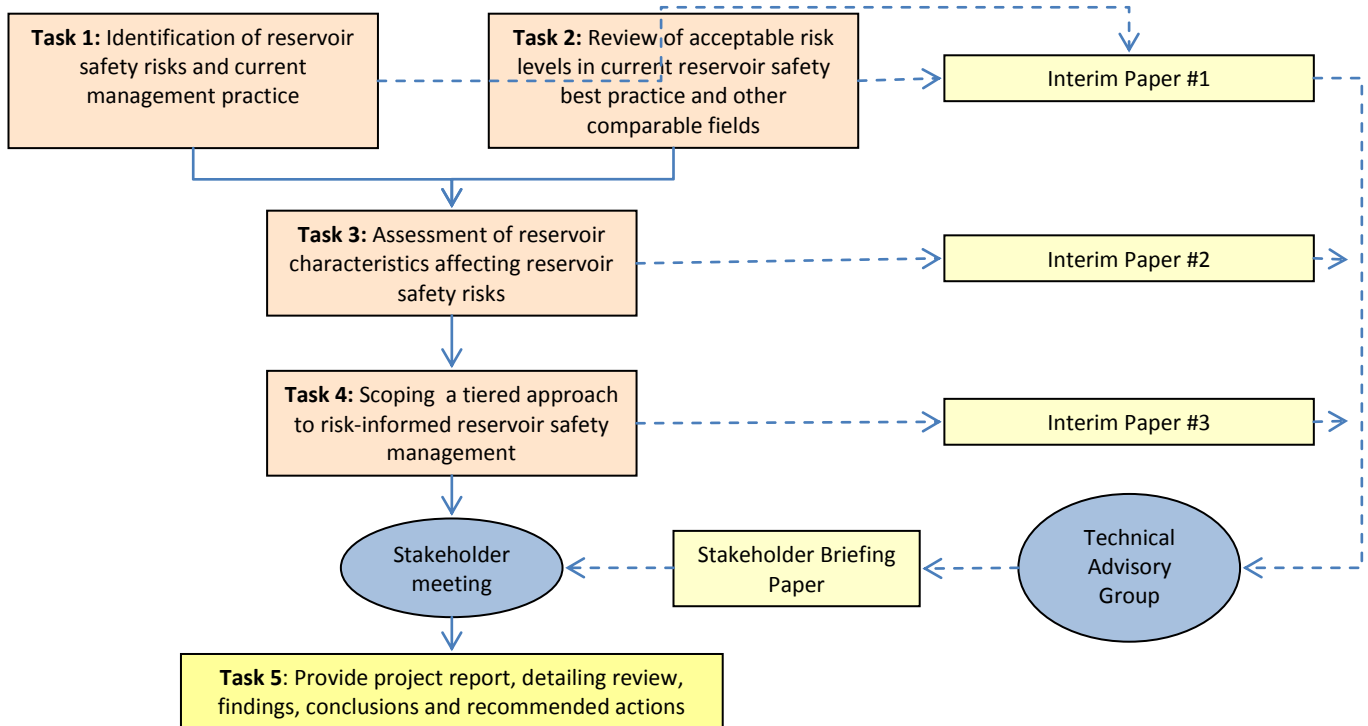 Task 1: Identification of reservoir
safety risks and current
management practice
Task 2: Review of acceptable risk
levels in current reservoir safety
best practice and other
comparable fields
Interim Paper #1
Task 3: Assessment of reservoir
characteristics affecting reservoir
safety risks
Interim Paper #2
Task 4: Scoping a tiered approach
to risk-informed reservoir safety
management
Interim Paper #3
Stakeholder
meeting
Stakeholder Briefing
Paper
Technical
Advisory
Group
Task 5: Provide project report, detailing review,
findings, conclusions and recommended actions